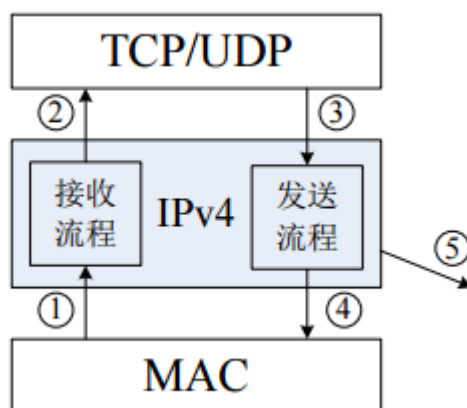 TCP/UDP
② ③
接收
流程
IPv4
发送
流程
⑤
① ④
MAC